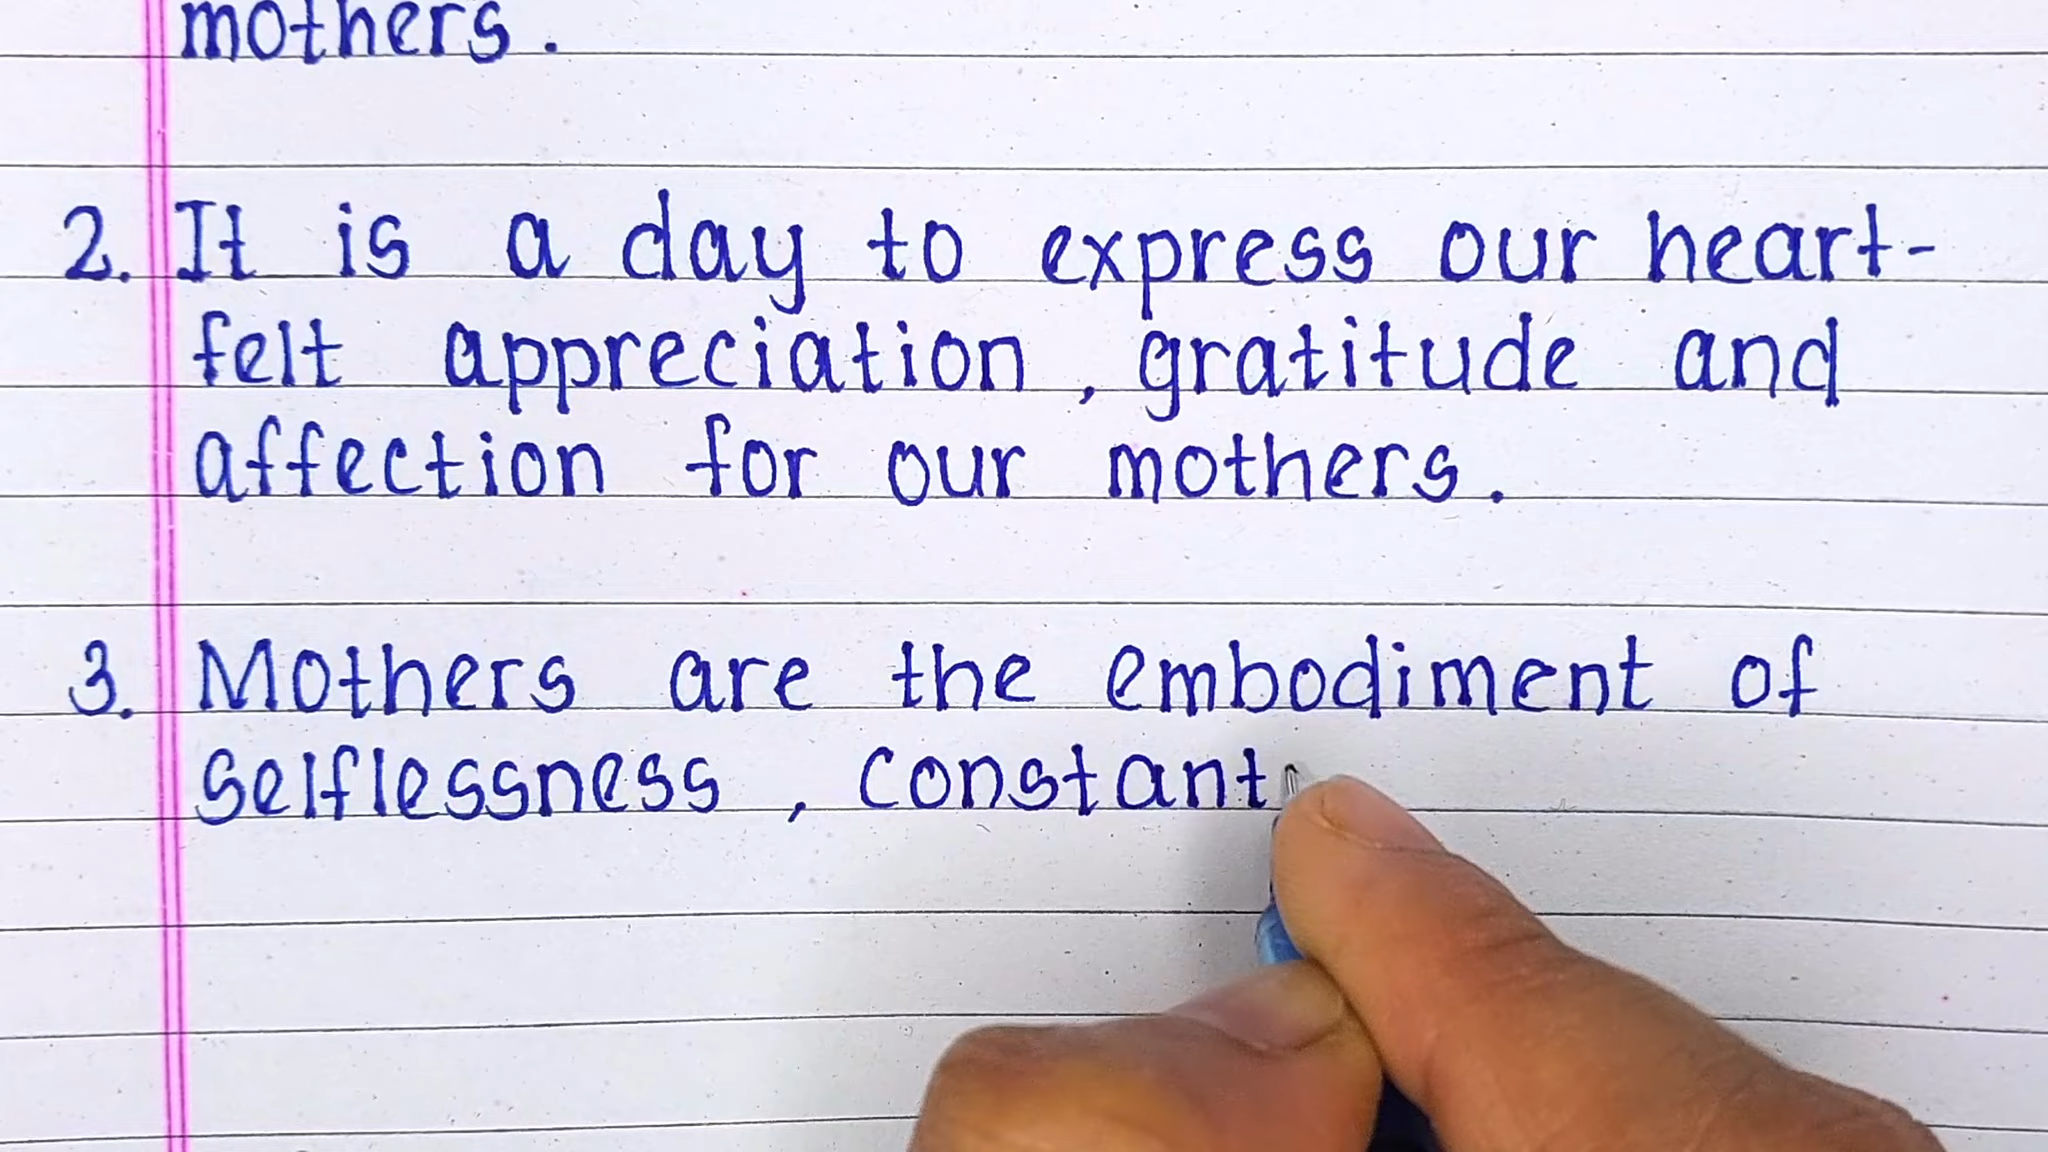 mothers.
2. It is a day to express our heart-
felt appreciation, gratitude and
affection for our mothers.
3. Mothers are the embodiment of
selflessness, constant